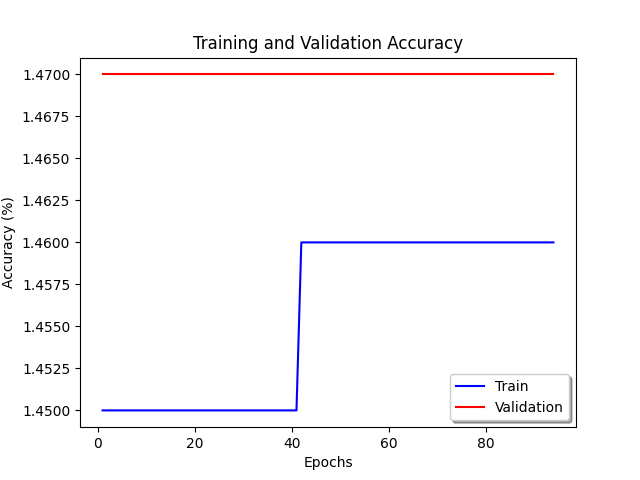 Training and Validation Accuracy
Accuracy (%)
1.4700
1.4675
1.4650
1.4625
1.4600
1.4575
1.4550
1.4525
1.4500
Train
Validation
0 20 40 60 80
Epochs